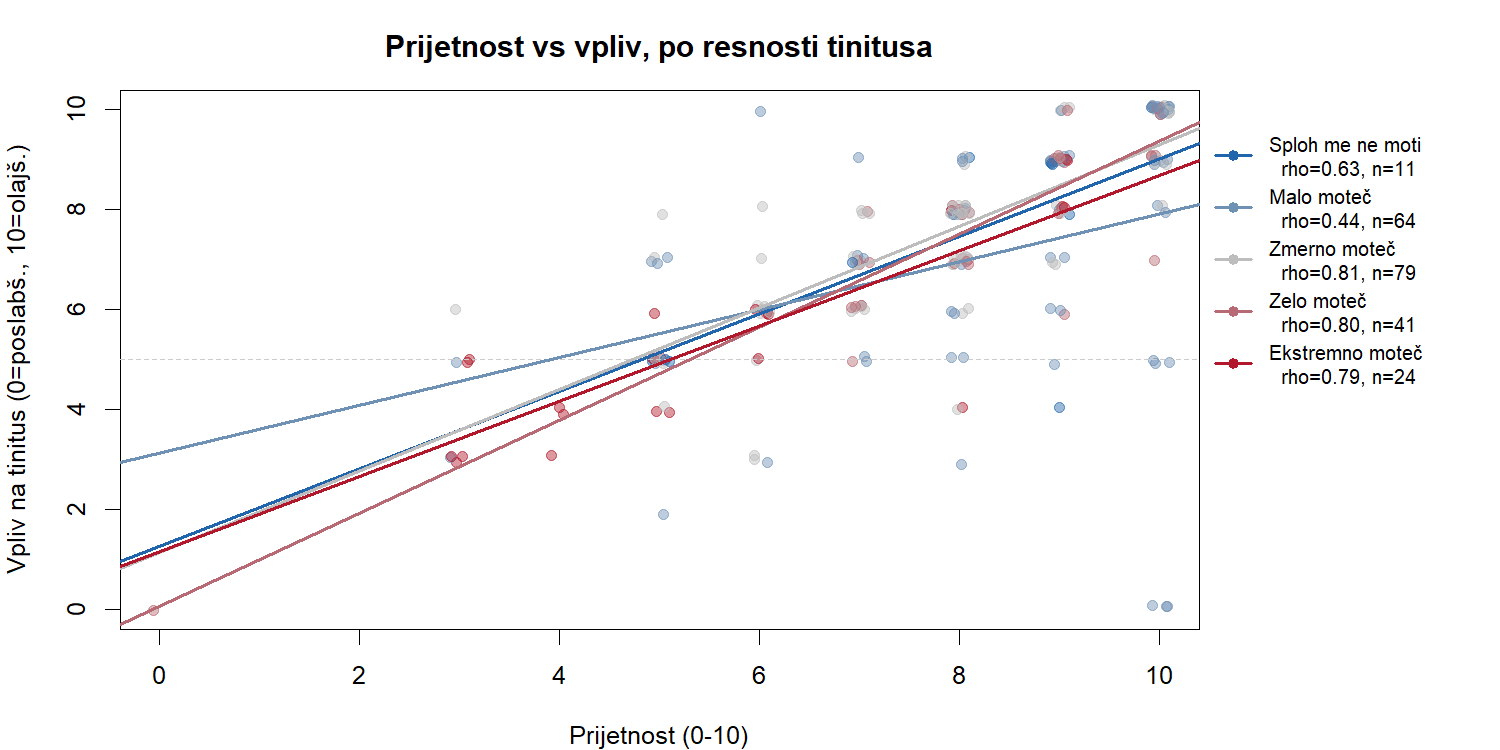 Prijetnost vs vpliv, po resnosti tinitusa
Vpliv na tinitus (0=poslabš., 10=olajš.)
10
8
6
4
2
0
0 2 4 6 8 10
Prijetnost (0-10)
Sploh me ne moti
rho=0.63, n=11
Malo moteč
rho=0.44, n=64
Zmerno moteč
rho=0.81, n=79
Zelo moteč
rho=0.80, n=41
Ekstremno moteč
rho=0.79, n=24